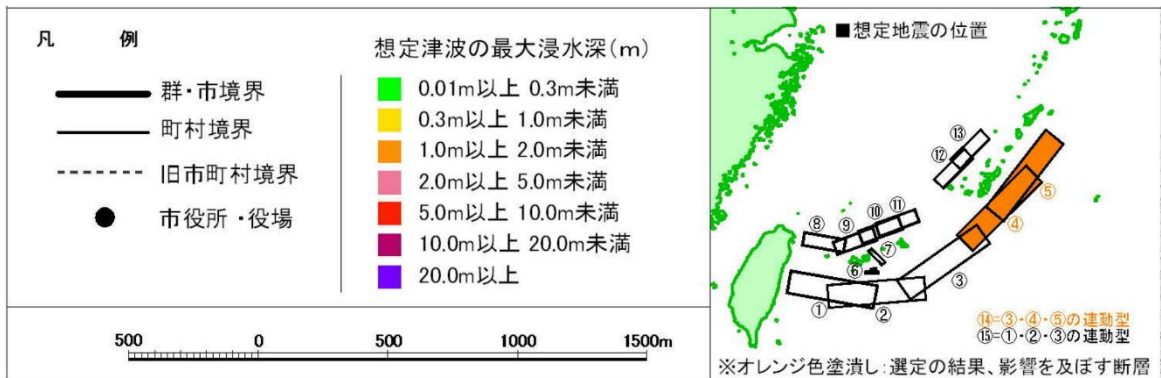 凡 例
群・市境界
町村境界
旧市町村境界
市役所・役場
想定津波の最大浸水深(m)
0.01m以上 0.3m未満
0.3m以上 1.0m未満
1.0m以上 2.0m未満
2.0m以上 5.0m未満
5.0m以上 10.0m未満
10.0m以上 20.0m未満
20.0m以上
500 0 500 1000 1500m
■想定地震の位置
⑬
⑫
⑤
⑪
⑩
⑨
⑧
④
⑦
⑥
③
①
②
⑭=③・④・⑤の連動型
⑮=①・②・③の連動型
※オレンジ色塗潰し:選定の結果、影響を及ぼす断層